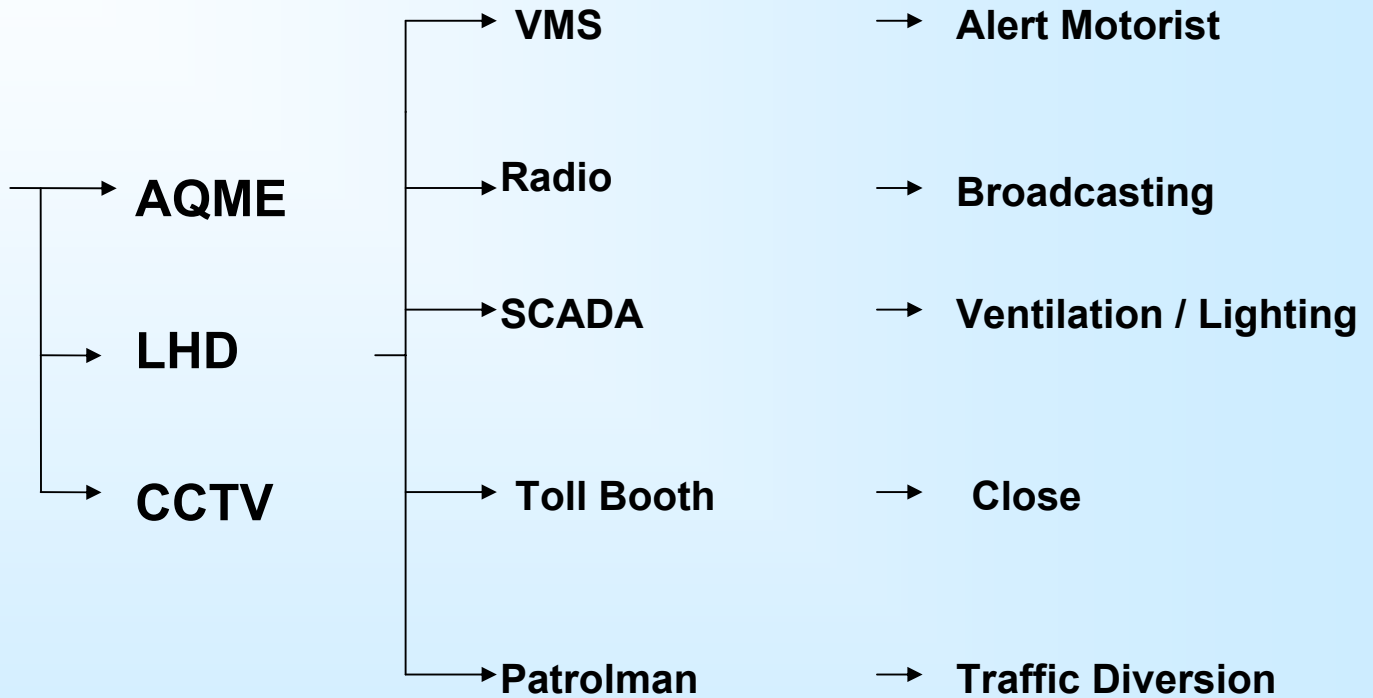 VMS
Alert Motorist
AQME
Radio
Broadcasting
SCADA
Ventilation / Lighting
LHD
CCTV
Toll Booth
Close
Patrolman
Traffic Diversion